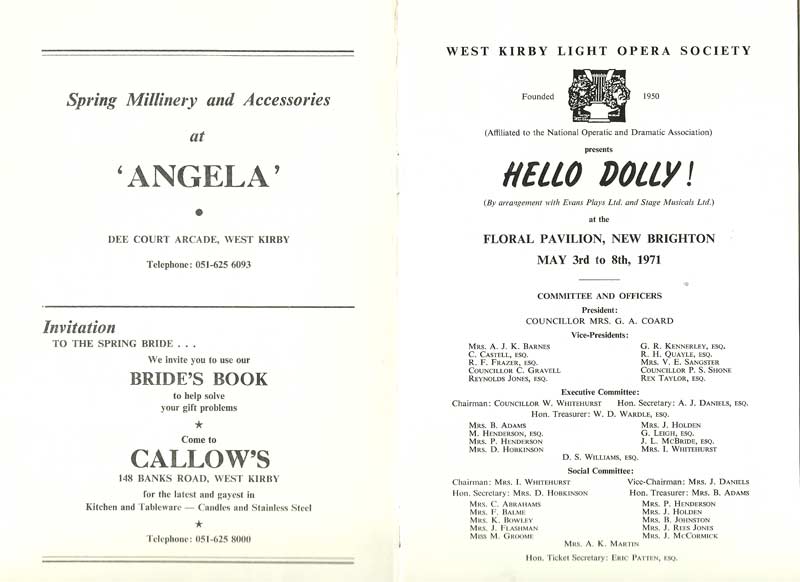 Spring Millinery and Accessories
at
'ANGELA'
DEE COURT ARCADE, WEST KIRBY
Telephone: 051-625 6093
Invitation
TO THE SPRING BRIDE . . .
We invite you to use our
BRIDE'S BOOK
to help solve
your gift problems
★
Come to
CALLOW'S
148 BANKS ROAD, WEST KIRBY
for the latest and gayest in
Kitchen and Tableware — Candles and Stainless Steel
★
Telephone: 051-625 8000
WEST KIRBY LIGHT OPERA SOCIETY
Founded 1950
(Affiliated to the National Operatic and Dramatic Association)
presents
HELLO DOLLY!
(By arrangement with Evans Plays Ltd. and Stage Musicals Ltd.)
at the
FLORAL PAVILION, NEW BRIGHTON
MAY 3rd to 8th, 1971
COMMITTEE AND OFFICERS
President:
COUNCILLOR MRS. G. A. COARD
Vice-Presidents:
MRS. A. J. K. BARNES G. R. KENNERLEY, ESQ.
C. CASTELL, ESQ. R. H. QUAYLE, ESQ.
R. F. FRAZER, ESQ. MRS. V. E. SANGSTER
COUNCILLOR C. GRAVELL COUNCILLOR P. S. SHONE
REYNOLDS JONES, ESQ. REX TAYLOR, ESQ.
Executive Committee:
Chairman: COUNCILLOR W. WHITEHURST Hon. Secretary: A. J. DANIELS, ESQ.
Hon. Treasurer: W. D. WARDLE, ESQ.
MRS. B. ADAMS MRS. J. HOLDEN
M. HENDERSON, ESQ. G. LEIGH, ESQ.
MRS. P. HENDERSON J. L. MCBRIDE, ESQ.
MRS. D. HOBKINSON MRS. I. WHITEHURST
D. S. WILLIAMS, ESQ.
Social Committee:
Chairman: MRS. I. WHITEHURST Vice-Chairman: MRS. J. DANIELS
Hon. Secretary: MRS. D. HOBKINSON Hon. Treasurer: MRS. B. ADAMS
MRS. C. ABRAHAMS MRS. P. HENDERSON
MRS. F. BALME MRS. J. HOLDEN
MRS. K. BOWLEY MRS. B. JOHNSTON
MRS. J. FLASHMAN MRS. J. REES JONES
MISS M. GROOME MRS. J. MCCORMICK
MRS. A. K. MARTIN
Hon. Ticket Secretary: ERIC PATTEN, ESQ.